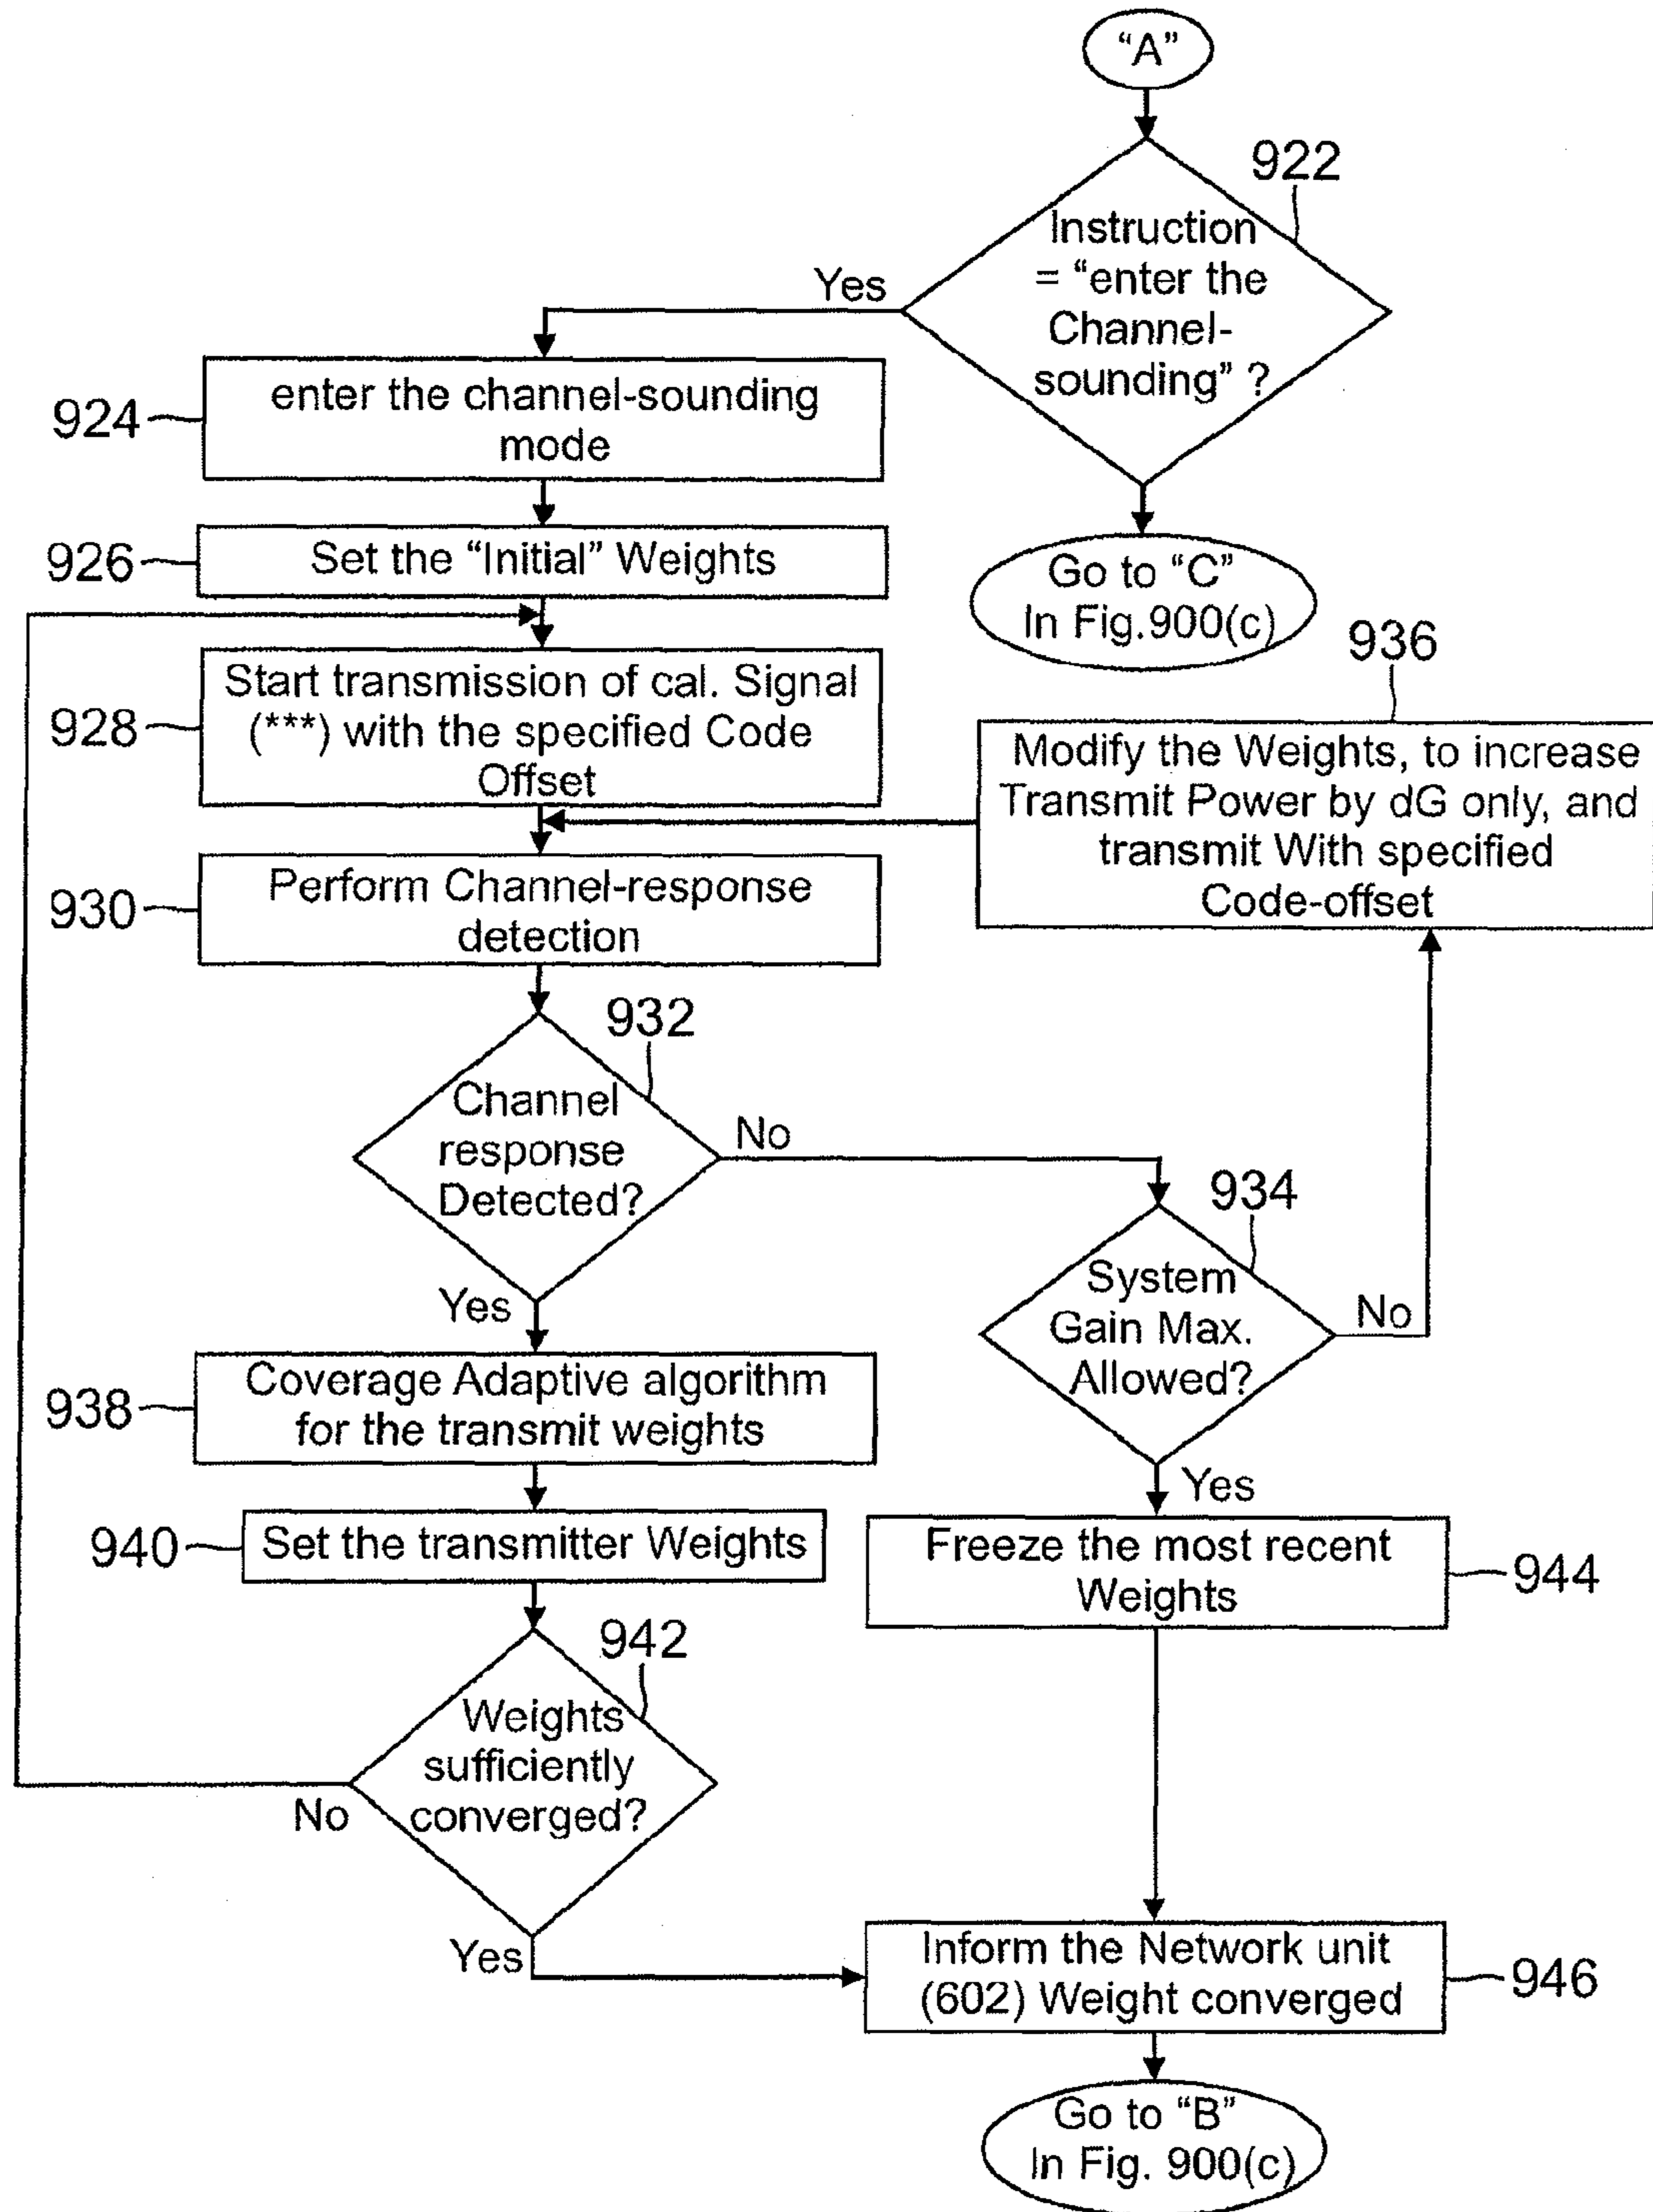 “A”
922
Instruction
= “enter the
Channel-
sounding” ?
Yes
924
enter the channel-sounding
mode
926
Set the “Initial” Weights
Go to “C”
In Fig.900(c)
928
Start transmission of cal. Signal
(***) with the specified Code
Offset
936
Modify the Weights, to increase
Transmit Power by dG only, and
transmit With specified
Code-offset
930
Perform Channel-response
detection
932
Channel
response
Detected?
No
Yes
934
System
Gain Max.
Allowed?
No
Yes
938
Coverage Adaptive algorithm
for the transmit weights
940
Set the transmitter Weights
Freeze the most recent
Weights
944
942
Weights
sufficiently
converged?
No
Yes
Inform the Network unit
(602) Weight converged
946
Go to “B”
In Fig. 900(c)